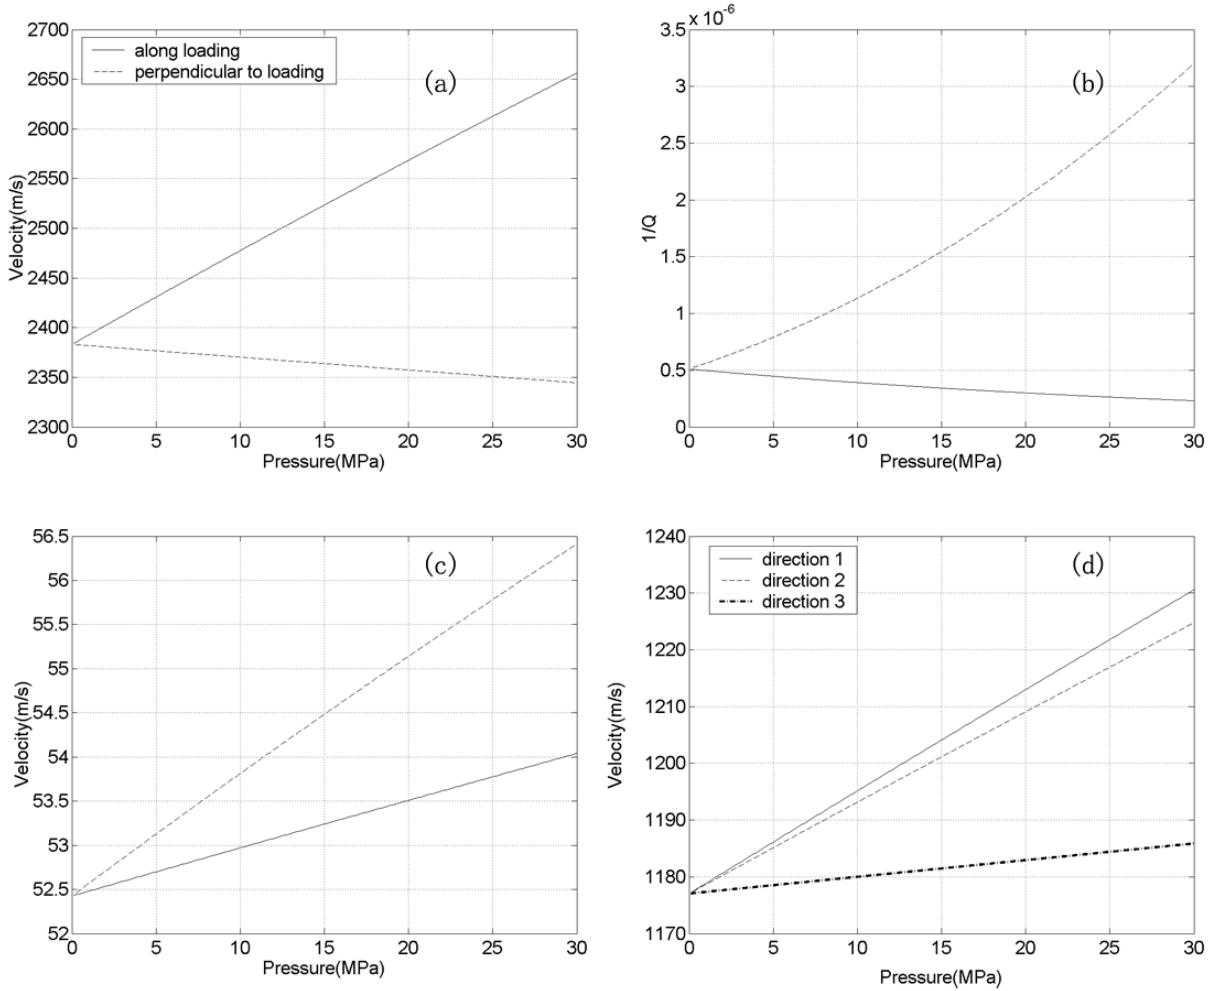 2700
2650
2600
2550
2500
2450
2400
2350
2300
Velocity(m/s)
along loading
perpendicular to loading
(a)
0 5 10 15 20 25 30
Pressure(MPa)
x 10⁻⁶
3.5
3
2.5
2
1.5
1
0.5
0
1/Q
(b)
0 5 10 15 20 25 30
Pressure(MPa)
56.5
56
55.5
55
54.5
54
53.5
53
52.5
52
Velocity(m/s)
(c)
0 5 10 15 20 25 30
Pressure(MPa)
1240
1230
1220
1210
1200
1190
1180
1170
Velocity(m/s)
direction 1
direction 2
direction 3
(d)
0 5 10 15 20 25 30
Pressure(MPa)